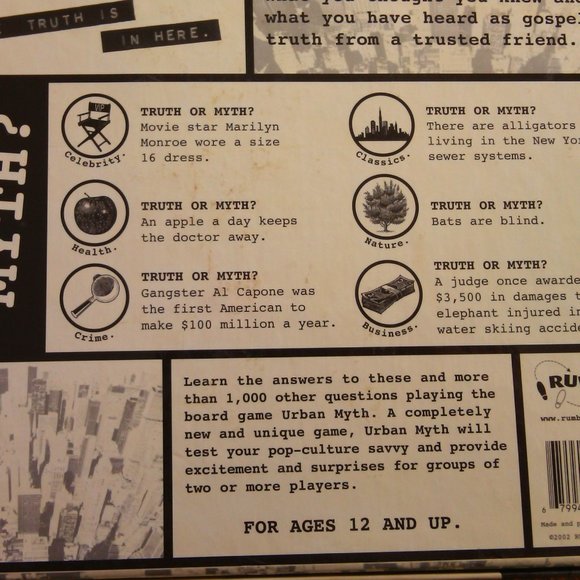 TRUTH IS
IN HERE.
what you have heard as gospel
truth from a trusted friend.
TRUTH OR MYTH?
Movie star Marilyn
Monroe wore a size
16 dress.
VIP
Celebrity.
TRUTH OR MYTH?
There are alligators
living in the New
sewer systems.
Classics.
TRUTH OR MYTH?
An apple a day keeps
the doctor away.
Health.
TRUTH OR MYTH?
Bats are blind.
Nature.
TRUTH OR MYTH?
Gangster Al Capone was
the first American to
make $100 million a year.
Crime.
TRUTH OR MYTH?
A judge once
$3,500 in damages
elephant injured
water skiing
Business.
Learn the answers to these and more
than 1,000 other questions playing the
board game Urban Myth. A completely
new and unique game, Urban Myth will
test your pop-culture savvy and provide
excitement and surprises for groups of
two or more players.
FOR AGES 12 AND UP.
Made and
©2002